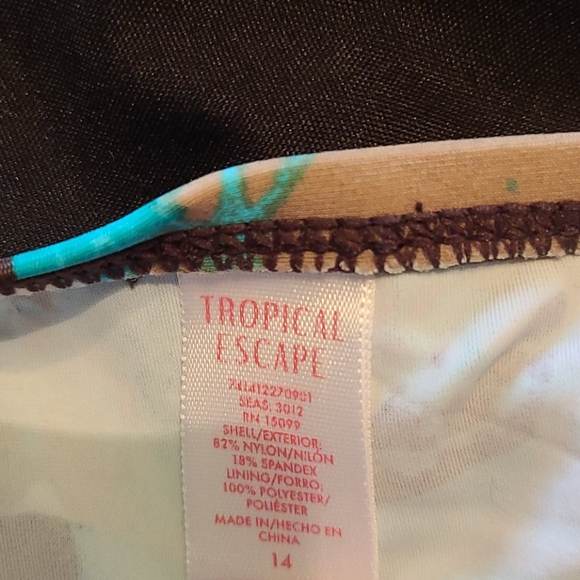 TROPICAL
ESCAPE
SEAS: 3012
RN 15099
SHELL/EXTERIOR:
82% NYLON/NILÓN
18% SPANDEX
LINING/FORRO:
100% POLYESTER/
POLIÉSTER
MADE IN/HECHO EN
CHINA
14